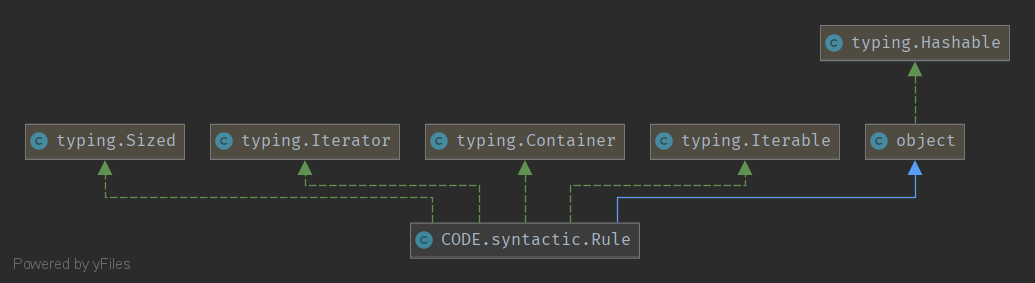 C typing.Hashable
C typing.Sized
C typing.Iterator
C typing.Container
C typing.Iterable
C object
C CODE.syntactic.Rule
Powered by yFiles